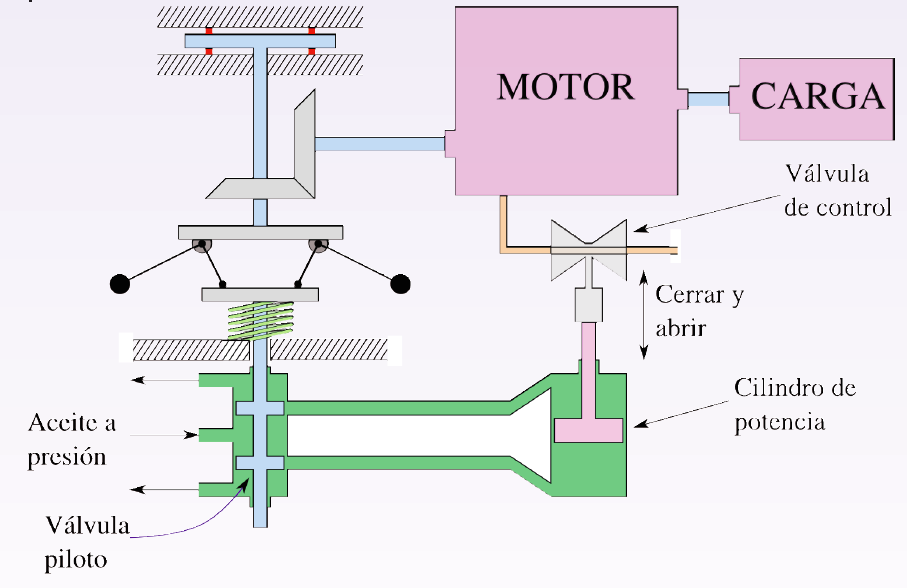 MOTOR
CARGA
Válvula
de control
Cerrar y
abrir
Cilindro de
potencia
Aceite a
presión
Válvula
piloto